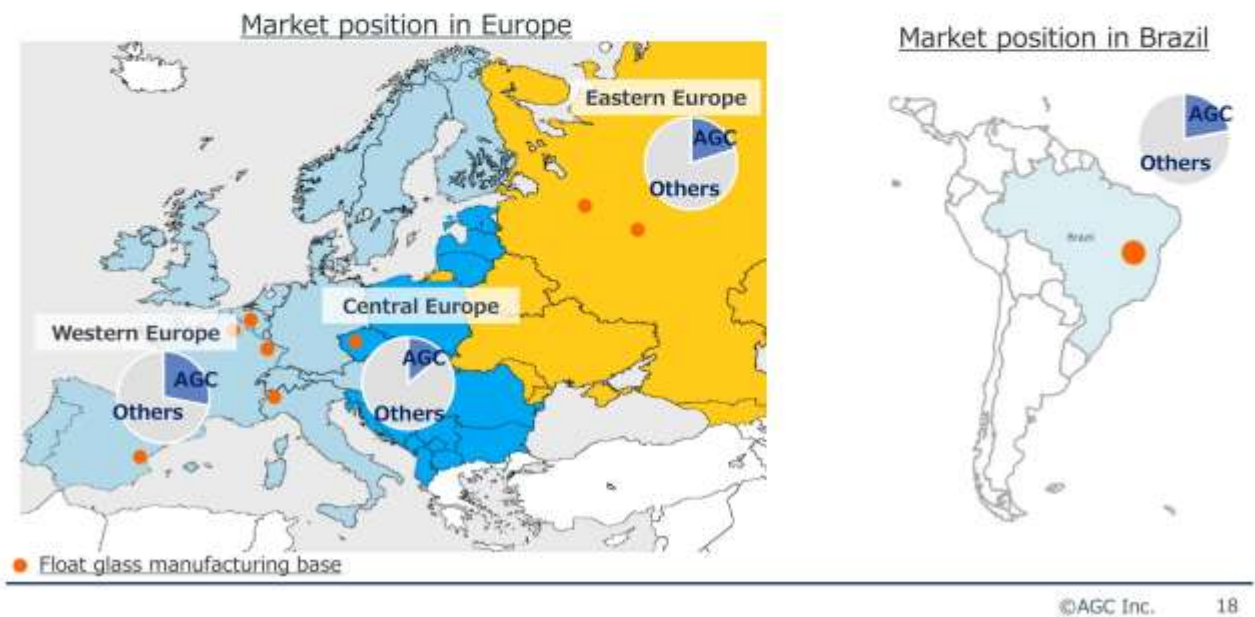 Market position in Europe
Market position in Brazil
Eastern Europe
AGC
Others
AGC
Others
Brazil
Central Europe
Western Europe
AGC
Others
AGC
Others
Float glass manufacturing base
©AGC Inc.
18